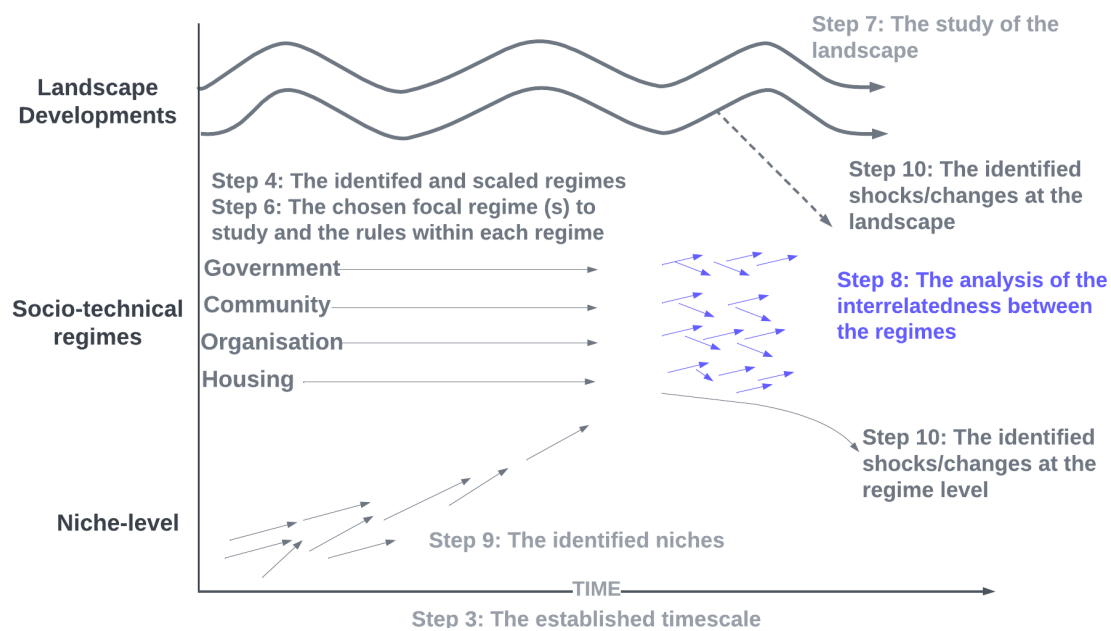 Step 7: The study of the
landscape
Landscape
Developments
Step 10: The identified
shocks/changes at the
landscape
Step 4: The identifed and scaled regimes
Step 6: The chosen focal regime (s) to
study and the rules within each regime
Government
Community
Organisation
Housing
Socio-technical
regimes
Step 8: The analysis of the
interrelatedness between
the regimes
Step 10: The identified
shocks/changes at the
regime level
Niche-level
Step 9: The identified niches
TIME
Step 3: The established timescale